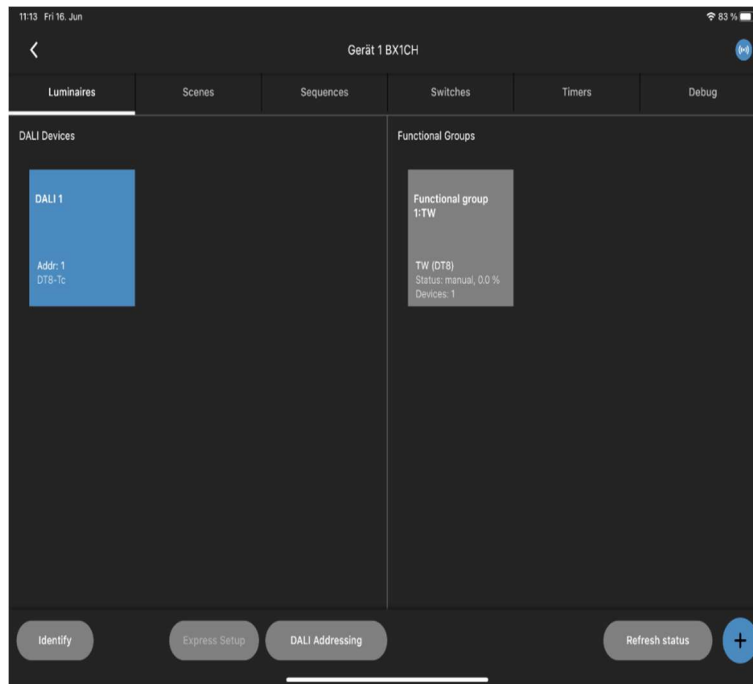 11:13 Fri 16. Jun
83 %
Gerät 1 BX1CH
Luminaires
Scenes
Sequences
Switches
Timers
Debug
DALI Devices
Functional Groups
DALI 1
Addr: 1
DT8-Tc
Functional group
1:TW
TW (DT8)
Status: manual, 0.0 %
Devices: 1
Identify
Express Setup
DALI Addressing
Refresh status
+